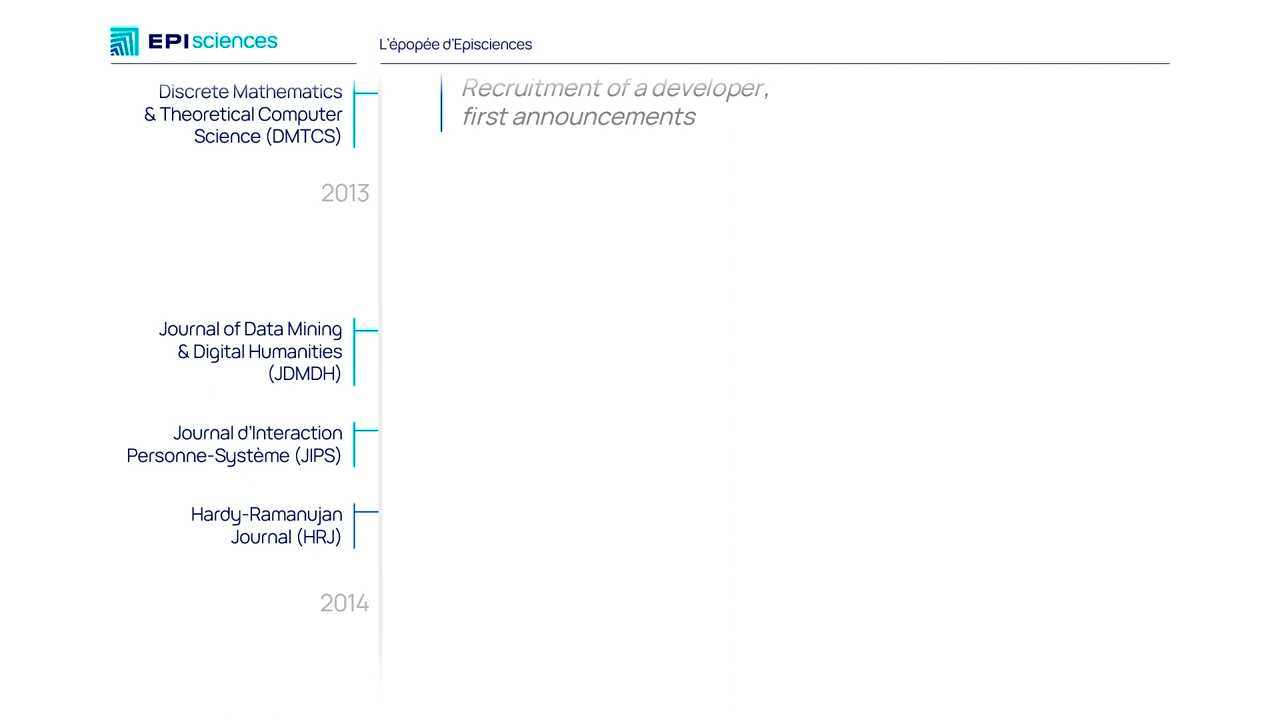 EPIsciences
L'épopée d'Episciences
Discrete Mathematics
& Theoretical Computer
Science (DMTCS)
Recruitment of a developer,
first announcements
2013
Journal of Data Mining
& Digital Humanities
(JDMDH)
Journal d'Interaction
Personne-Système (JIPS)
Hardy-Ramanujan
Journal (HRJ)
2014